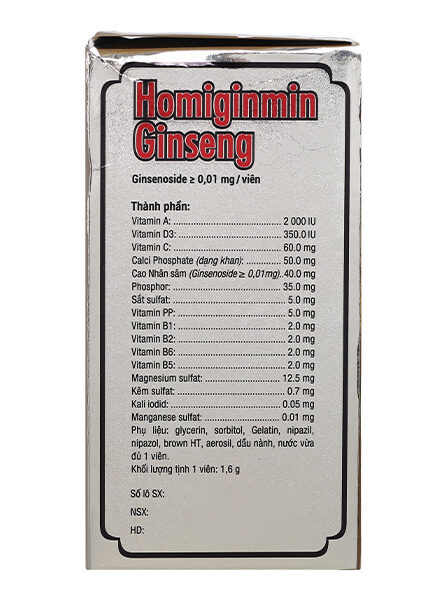 Homiginmin
Ginseng
Ginsenoside ≥ 0,01 mg / viên
Thành phần:
Vitamin A: ........................................ 2 000 IU
Vitamin D3: ...................................... 350.0 IU
Vitamin C: ........................................ 60.0 mg
Calci Phosphate (dạng khan): ................ 50.0 mg
Cao Nhân sâm (Ginsenoside ≥ 0,01mg)..40.0 mg
Phosphor: ........................................ 35.0 mg
Sắt sulfat: ........................................ 5.0 mg
Vitamin PP: ...................................... 5.0 mg
Vitamin B1: ...................................... 2.0 mg
Vitamin B2: ...................................... 2.0 mg
Vitamin B6: ...................................... 2.0 mg
Vitamin B5: ...................................... 2.0 mg
Magnesium sulfat: ............................. 12.5 mg
Kẽm sulfat: ...................................... 0.7 mg
Kali iodid: ........................................ 0.05 mg
Manganese sulfat: ............................. 0.01 mg
Phụ liệu: glycerin, sorbitol, Gelatin, nipazil,
nipazol, brown HT, aerosil, dầu nành, nước vừa
đủ 1 viên.
Khối lượng tịnh 1 viên: 1,6 g
Số lô SX:
NSX:
HD: